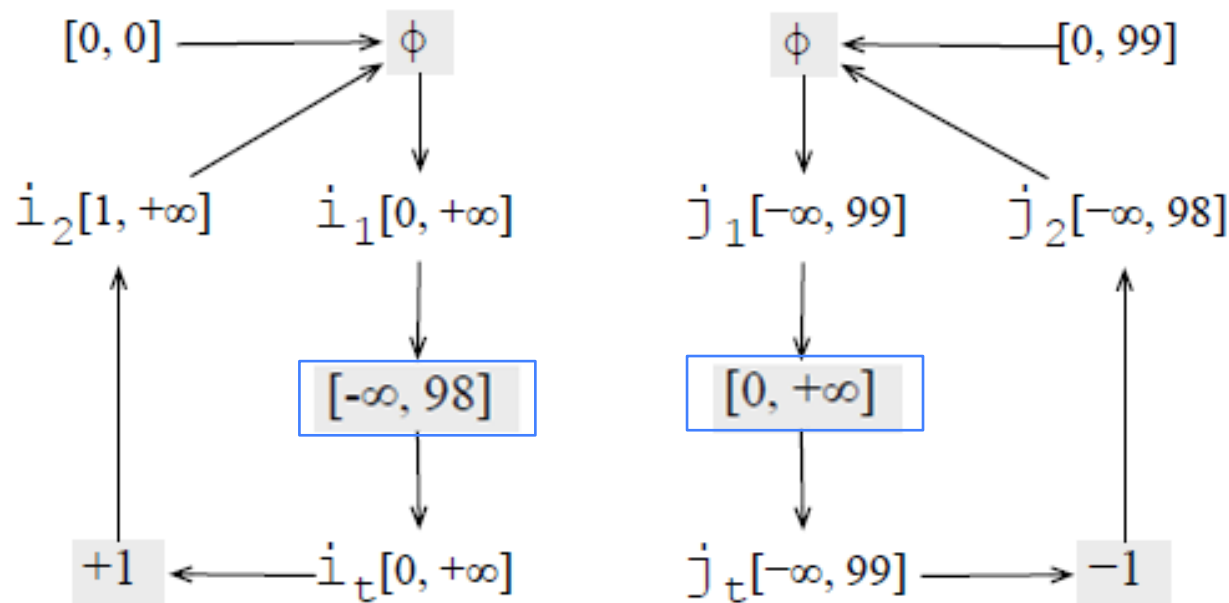 [0, 0] ϕ ϕ [0, 99]
i₂[1, +∞] i₁[0, +∞] j₁[−∞, 99] j₂[−∞, 98]
[-∞, 98] [0, +∞]
+1 iₜ[0, +∞] jₜ[−∞, 99] −1